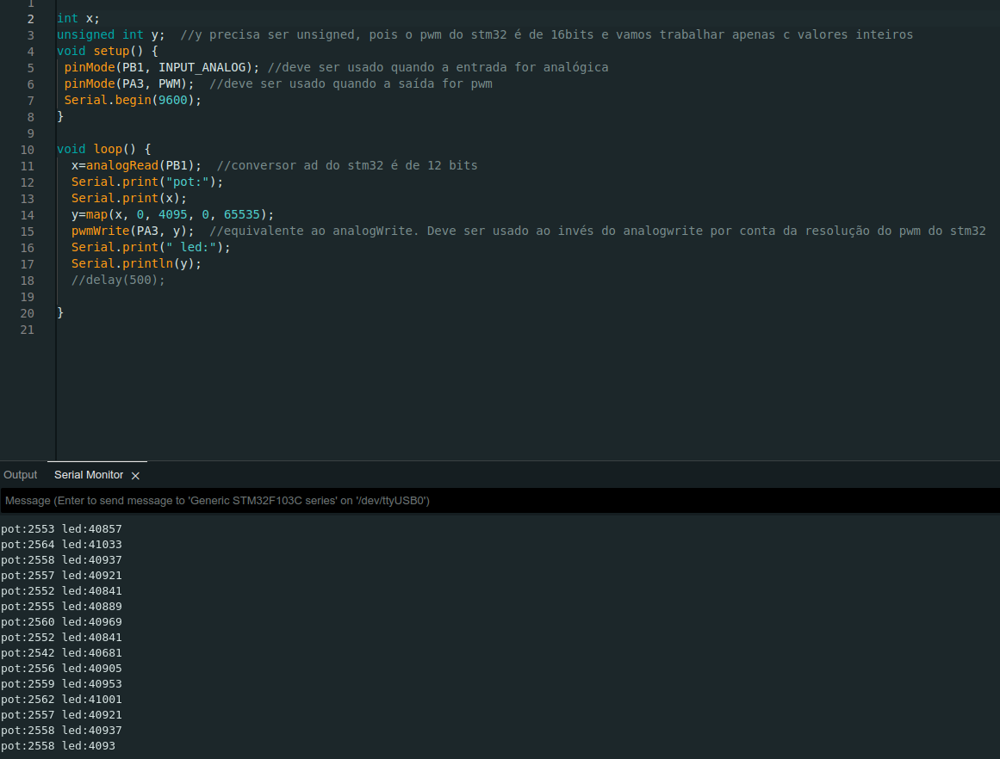 1
2 int x;
3 unsigned int y;  //y precisa ser unsigned, pois o pwm do stm32 é de 16bits e vamos trabalhar apenas c valores inteiros
4 void setup() {
5  pinMode(PB1, INPUT_ANALOG); //deve ser usado quando a entrada for analógica
6  pinMode(PA3, PWM);  //deve ser usado quando a saída for pwm
7  Serial.begin(9600);
8 }
9
10 void loop() {
11   x=analogRead(PB1);  //conversor ad do stm32 é de 12 bits
12   Serial.print("pot:");
13   Serial.print(x);
14   y=map(x, 0, 4095, 0, 65535);
15   pwmWrite(PA3, y);  //equivalente ao analogWrite. Deve ser usado ao invés do analogwrite por conta da resolução do pwm do stm32
16   Serial.print(" led:");
17   Serial.println(y);
18   //delay(500);
19
20 }
21
Output Serial Monitor ×
Message (Enter to send message to 'Generic STM32F103C series' on '/dev/ttyUSB0')
pot:2553 led:40857
pot:2564 led:41033
pot:2558 led:40937
pot:2557 led:40921
pot:2552 led:40841
pot:2555 led:40889
pot:2560 led:40969
pot:2552 led:40841
pot:2542 led:40681
pot:2556 led:40905
pot:2559 led:40953
pot:2562 led:41001
pot:2557 led:40921
pot:2558 led:40937
pot:2558 led:4093